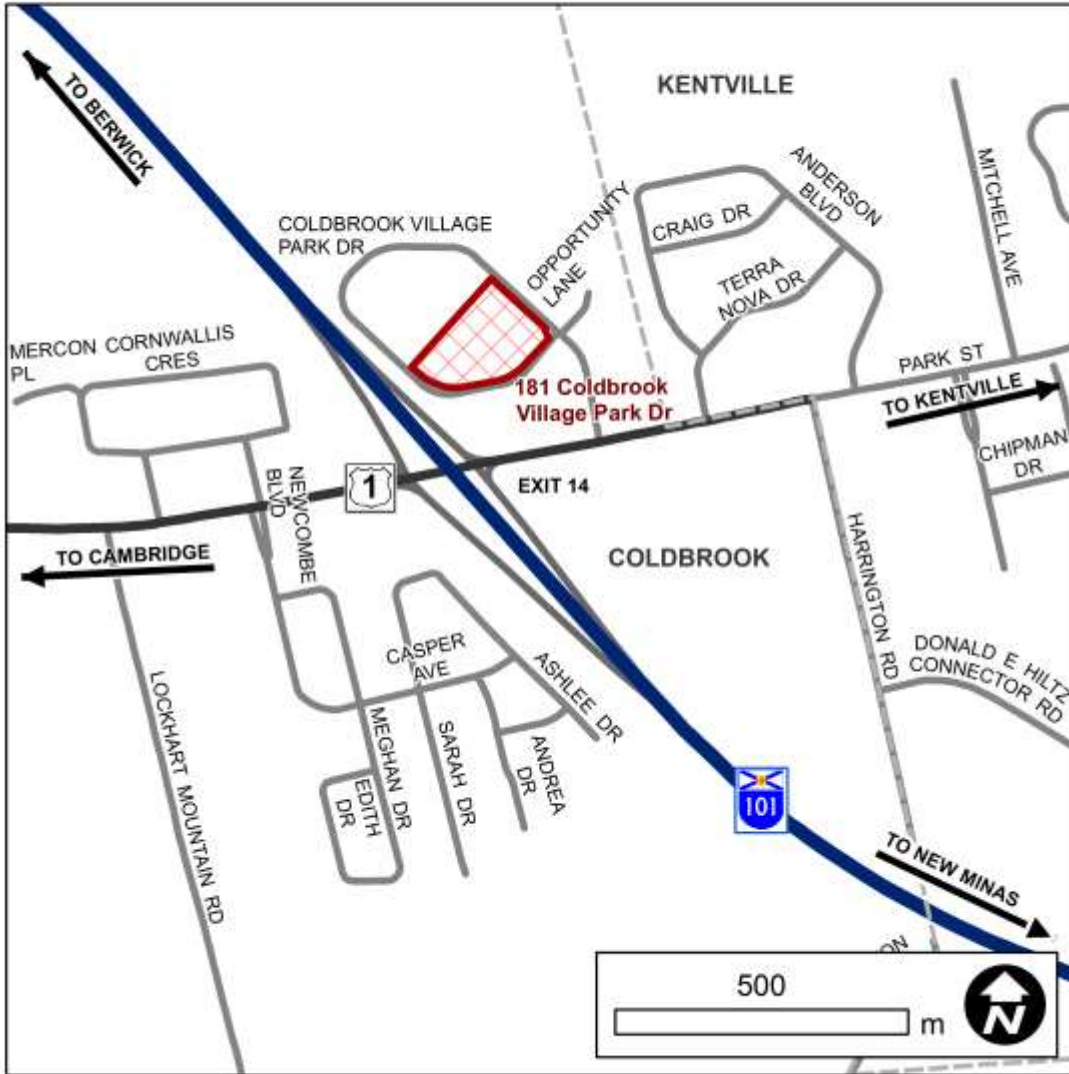 KENTVILLE
TO BERWICK
ANDERSON
BLVD
MITCHELL AVE
COLDBROOK VILLAGE
PARK DR
OPPORTUNITY
LANE
CRAIG DR
TERRA
NOVA DR
MERCON
PL
CORNWALLIS
CRES
PARK ST
181 Coldbrook
Village Park Dr
TO KENTVILLE
CHIPMAN
DR
1
EXIT 14
NEWCOMBE
BLVD
TO CAMBRIDGE
COLDBROOK
HARRINGTON RD
DONALD E HILTZ
CONNECTOR RD
CASPER
AVE
ASHLEE DR
LOCKHART MOUNTAIN RD
MEGHAN DR
SARAH DR
ANDREA
DR
EDITH
DR
101
TO NEW MINAS
ON
500
m
N